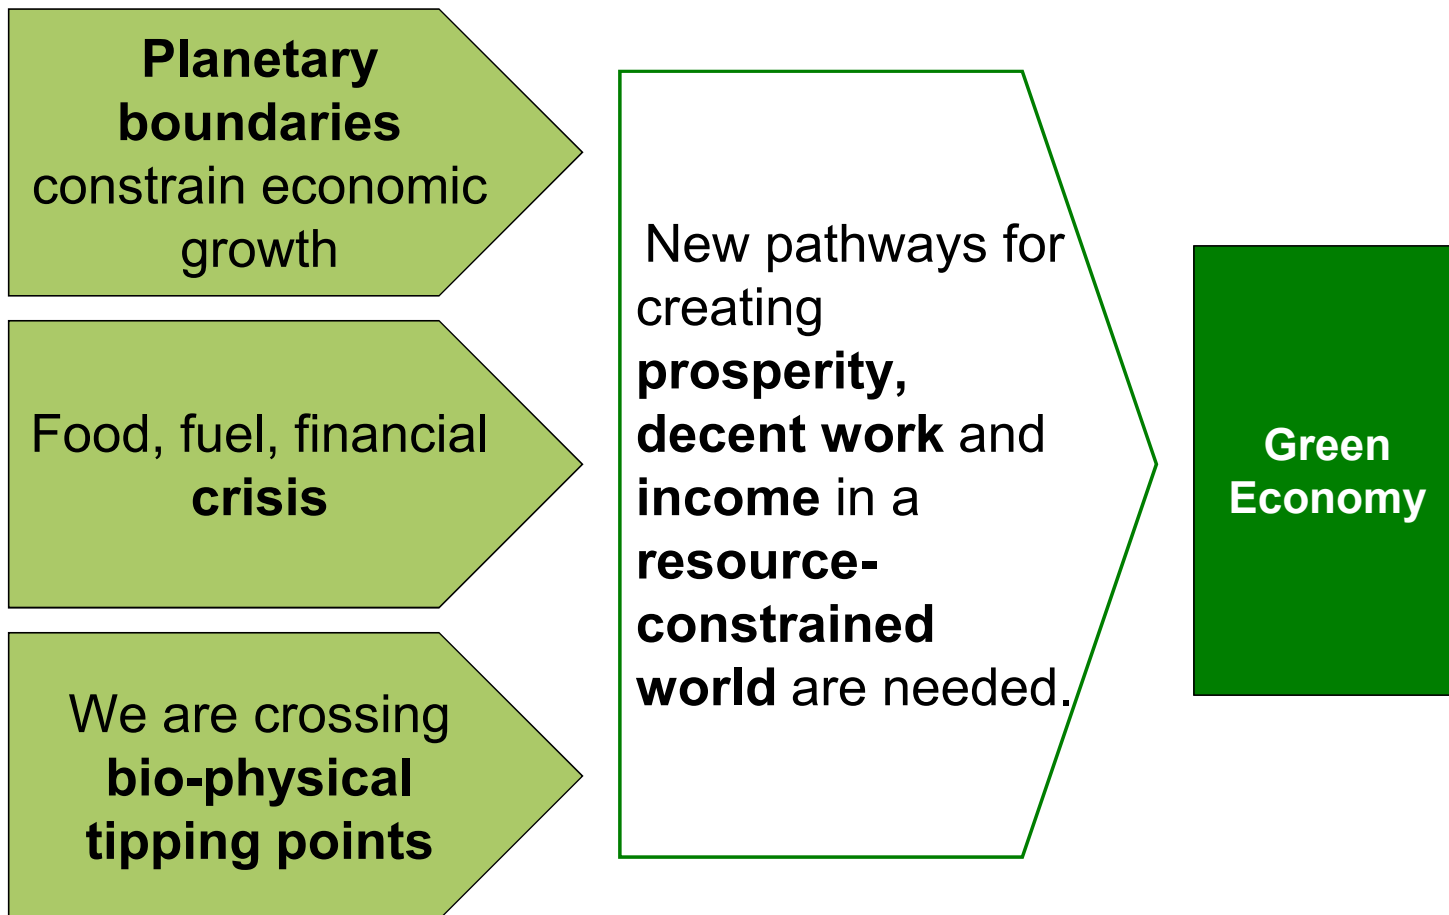 Planetary
boundaries
constrain economic
growth
Food, fuel, financial
crisis
We are crossing
bio-physical
tipping points
New pathways for
creating
prosperity,
decent work and
income in a
resource-
constrained
world are needed.
Green
Economy